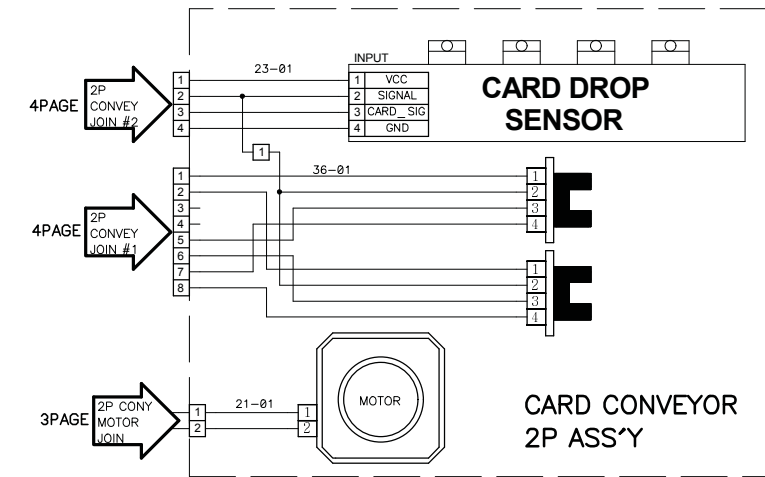 INPUT
23-01
4PAGE
2P
CONVEY
JOIN #2
1
2
3
4
1 VCC
2 SIGNAL
3 CARD_SIG
4 GND
CARD DROP
SENSOR
1
36-01
4PAGE
2P
CONVEY
JOIN #1
1
2
3
4
5
6
7
8
1
2
3
4
1
2
3
4
3PAGE
2P CONY
MOTOR
JOIN
1
2
21-01
1
2
MOTOR
CARD CONVEYOR
2P ASS'Y